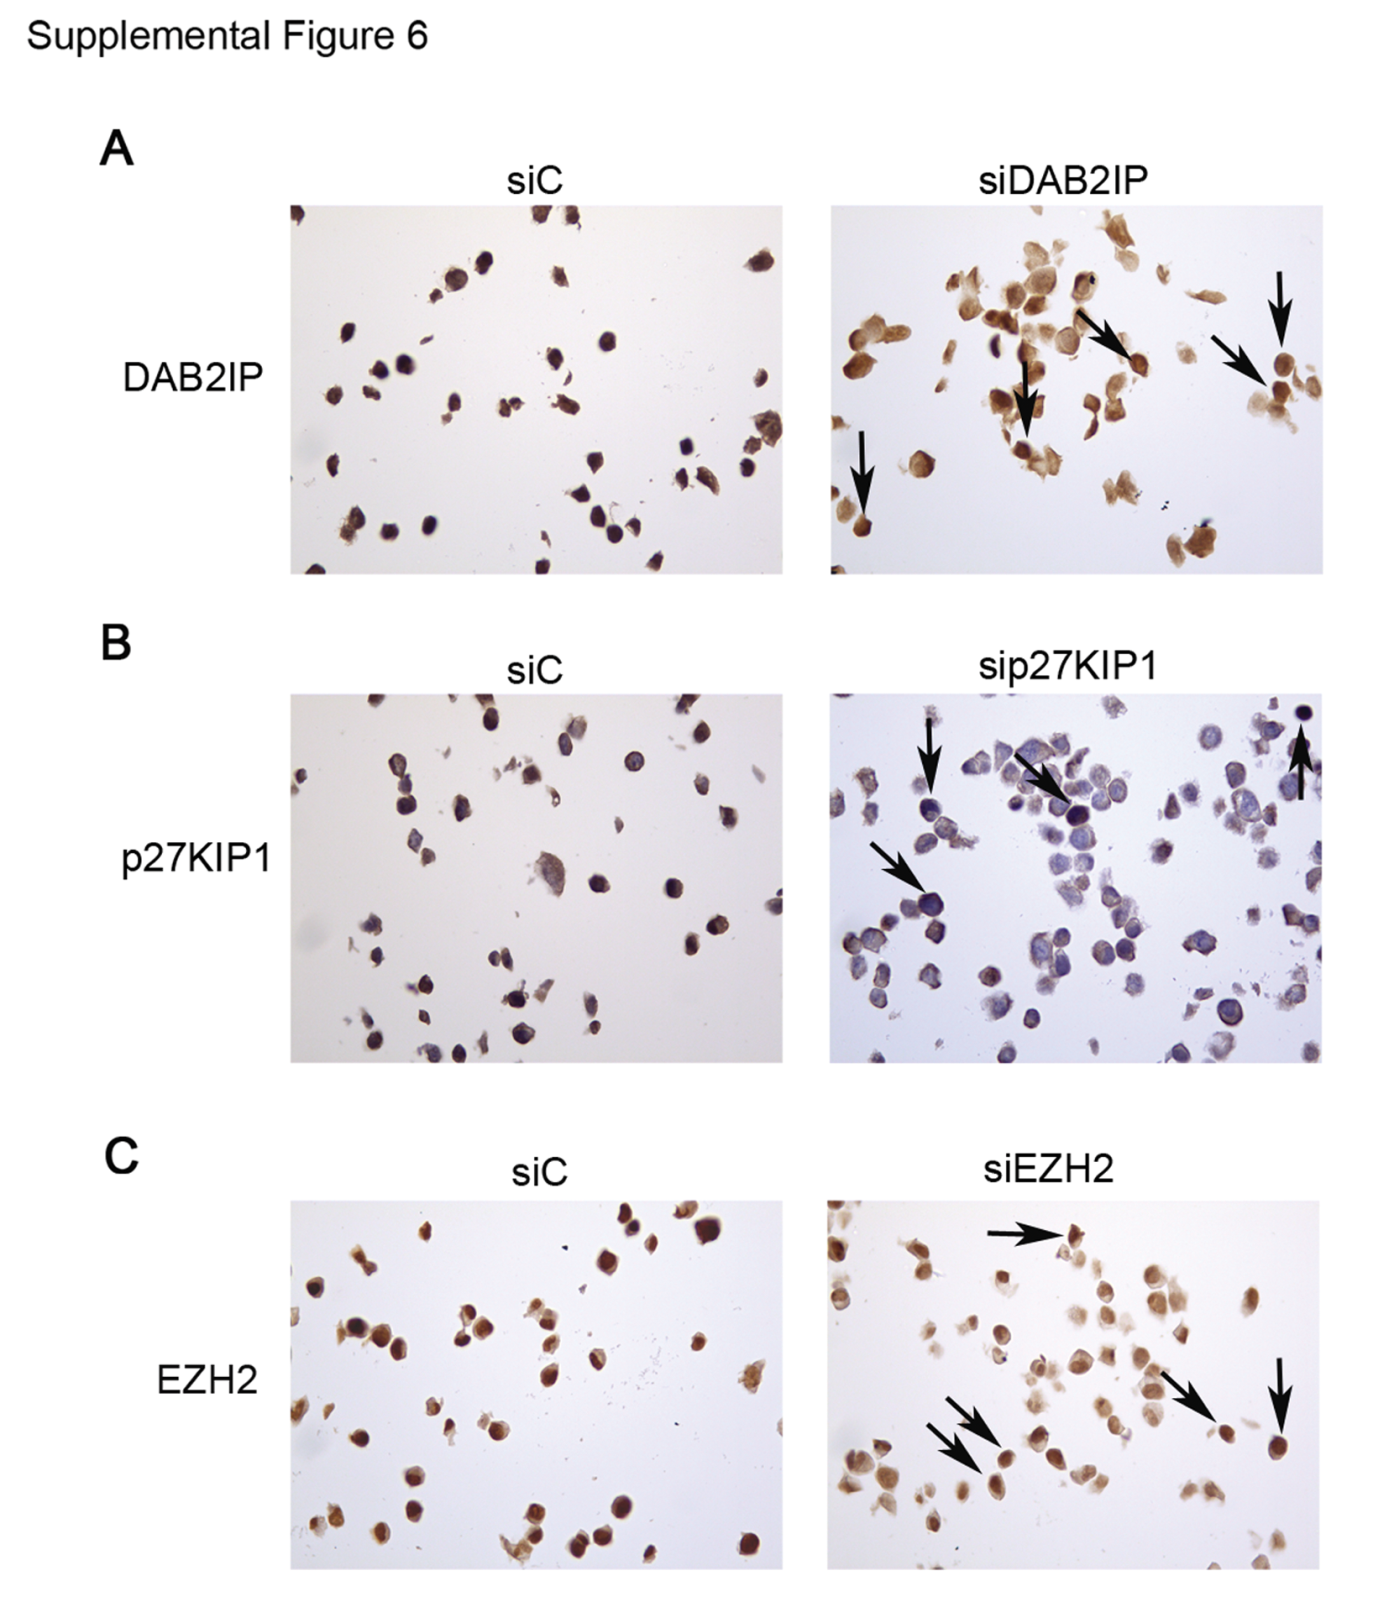 Supplemental Figure 6
A
siC
siDAB2IP
DAB2IP
B
siC
sip27KIP1
p27KIP1
C
siC
siEZH2
EZH2